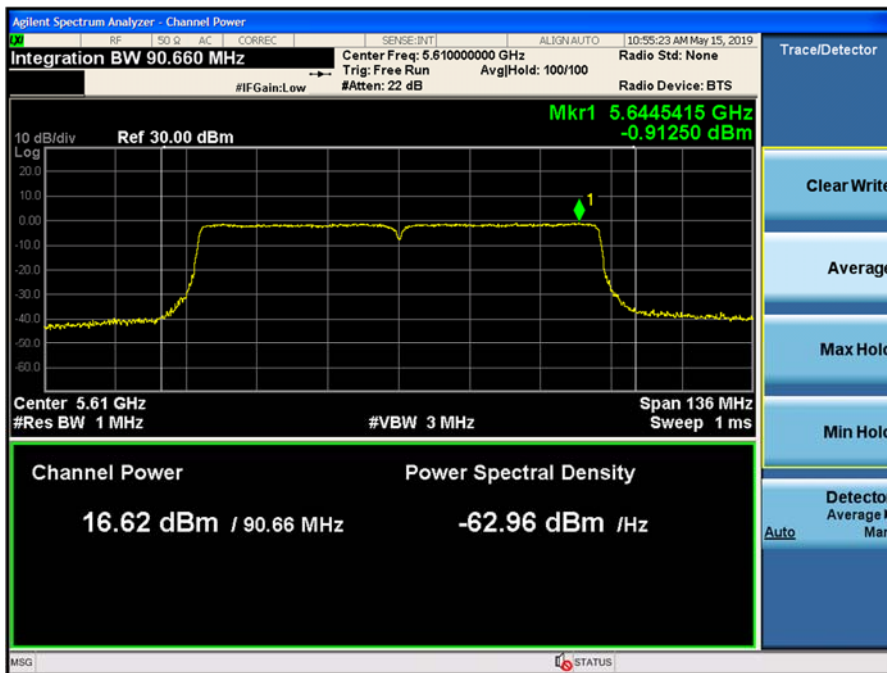 Agilent Spectrum Analyzer - Channel Power
LXI RF 50 Ω AC CORREC SENSE:INT ALIGN AUTO 10:55:23 AM May 15, 2019
Integration BW 90.660 MHz
Center Freq: 5.610000000 GHz
Radio Std: None
Trig: Free Run
Avg|Hold: 100/100
#IFGain:Low
#Atten: 22 dB
Radio Device: BTS
Mkr1 5.6445415 GHz
-0.91250 dBm
10 dB/div
Ref 30.00 dBm
Log
20.0
10.0
0.00
-10.0
-20.0
-30.0
-40.0
-50.0
-60.0
1
Center 5.61 GHz
Span 136 MHz
#Res BW 1 MHz
#VBW 3 MHz
Sweep 1 ms
Channel Power
Power Spectral Density
16.62 dBm / 90.66 MHz
-62.96 dBm /Hz
MSG
STATUS
Trace/Detector
Clear Write
Average
Max Hold
Min Hold
Detector
Average
Auto Man